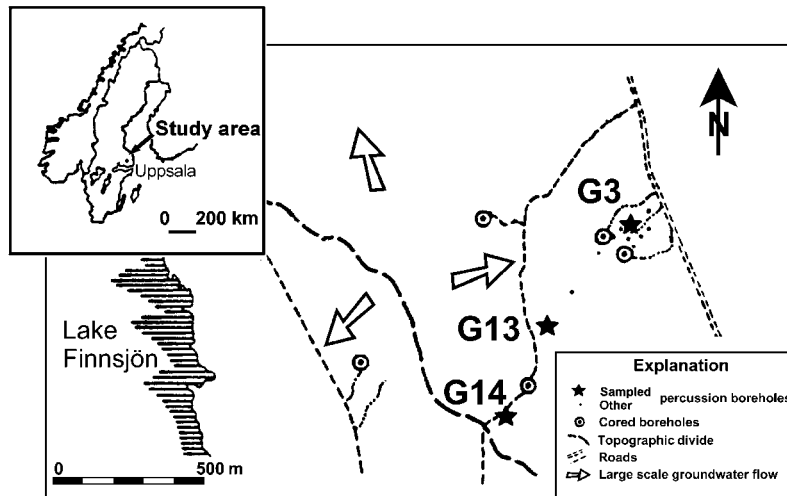 Study area
Uppsala
0 200 km
N
G3
G13
G14
Lake
Finnsjön
0 500 m
Explanation
Sampled
Other
percussion boreholes
Cored boreholes
Topographic divide
Roads
Large scale groundwater flow